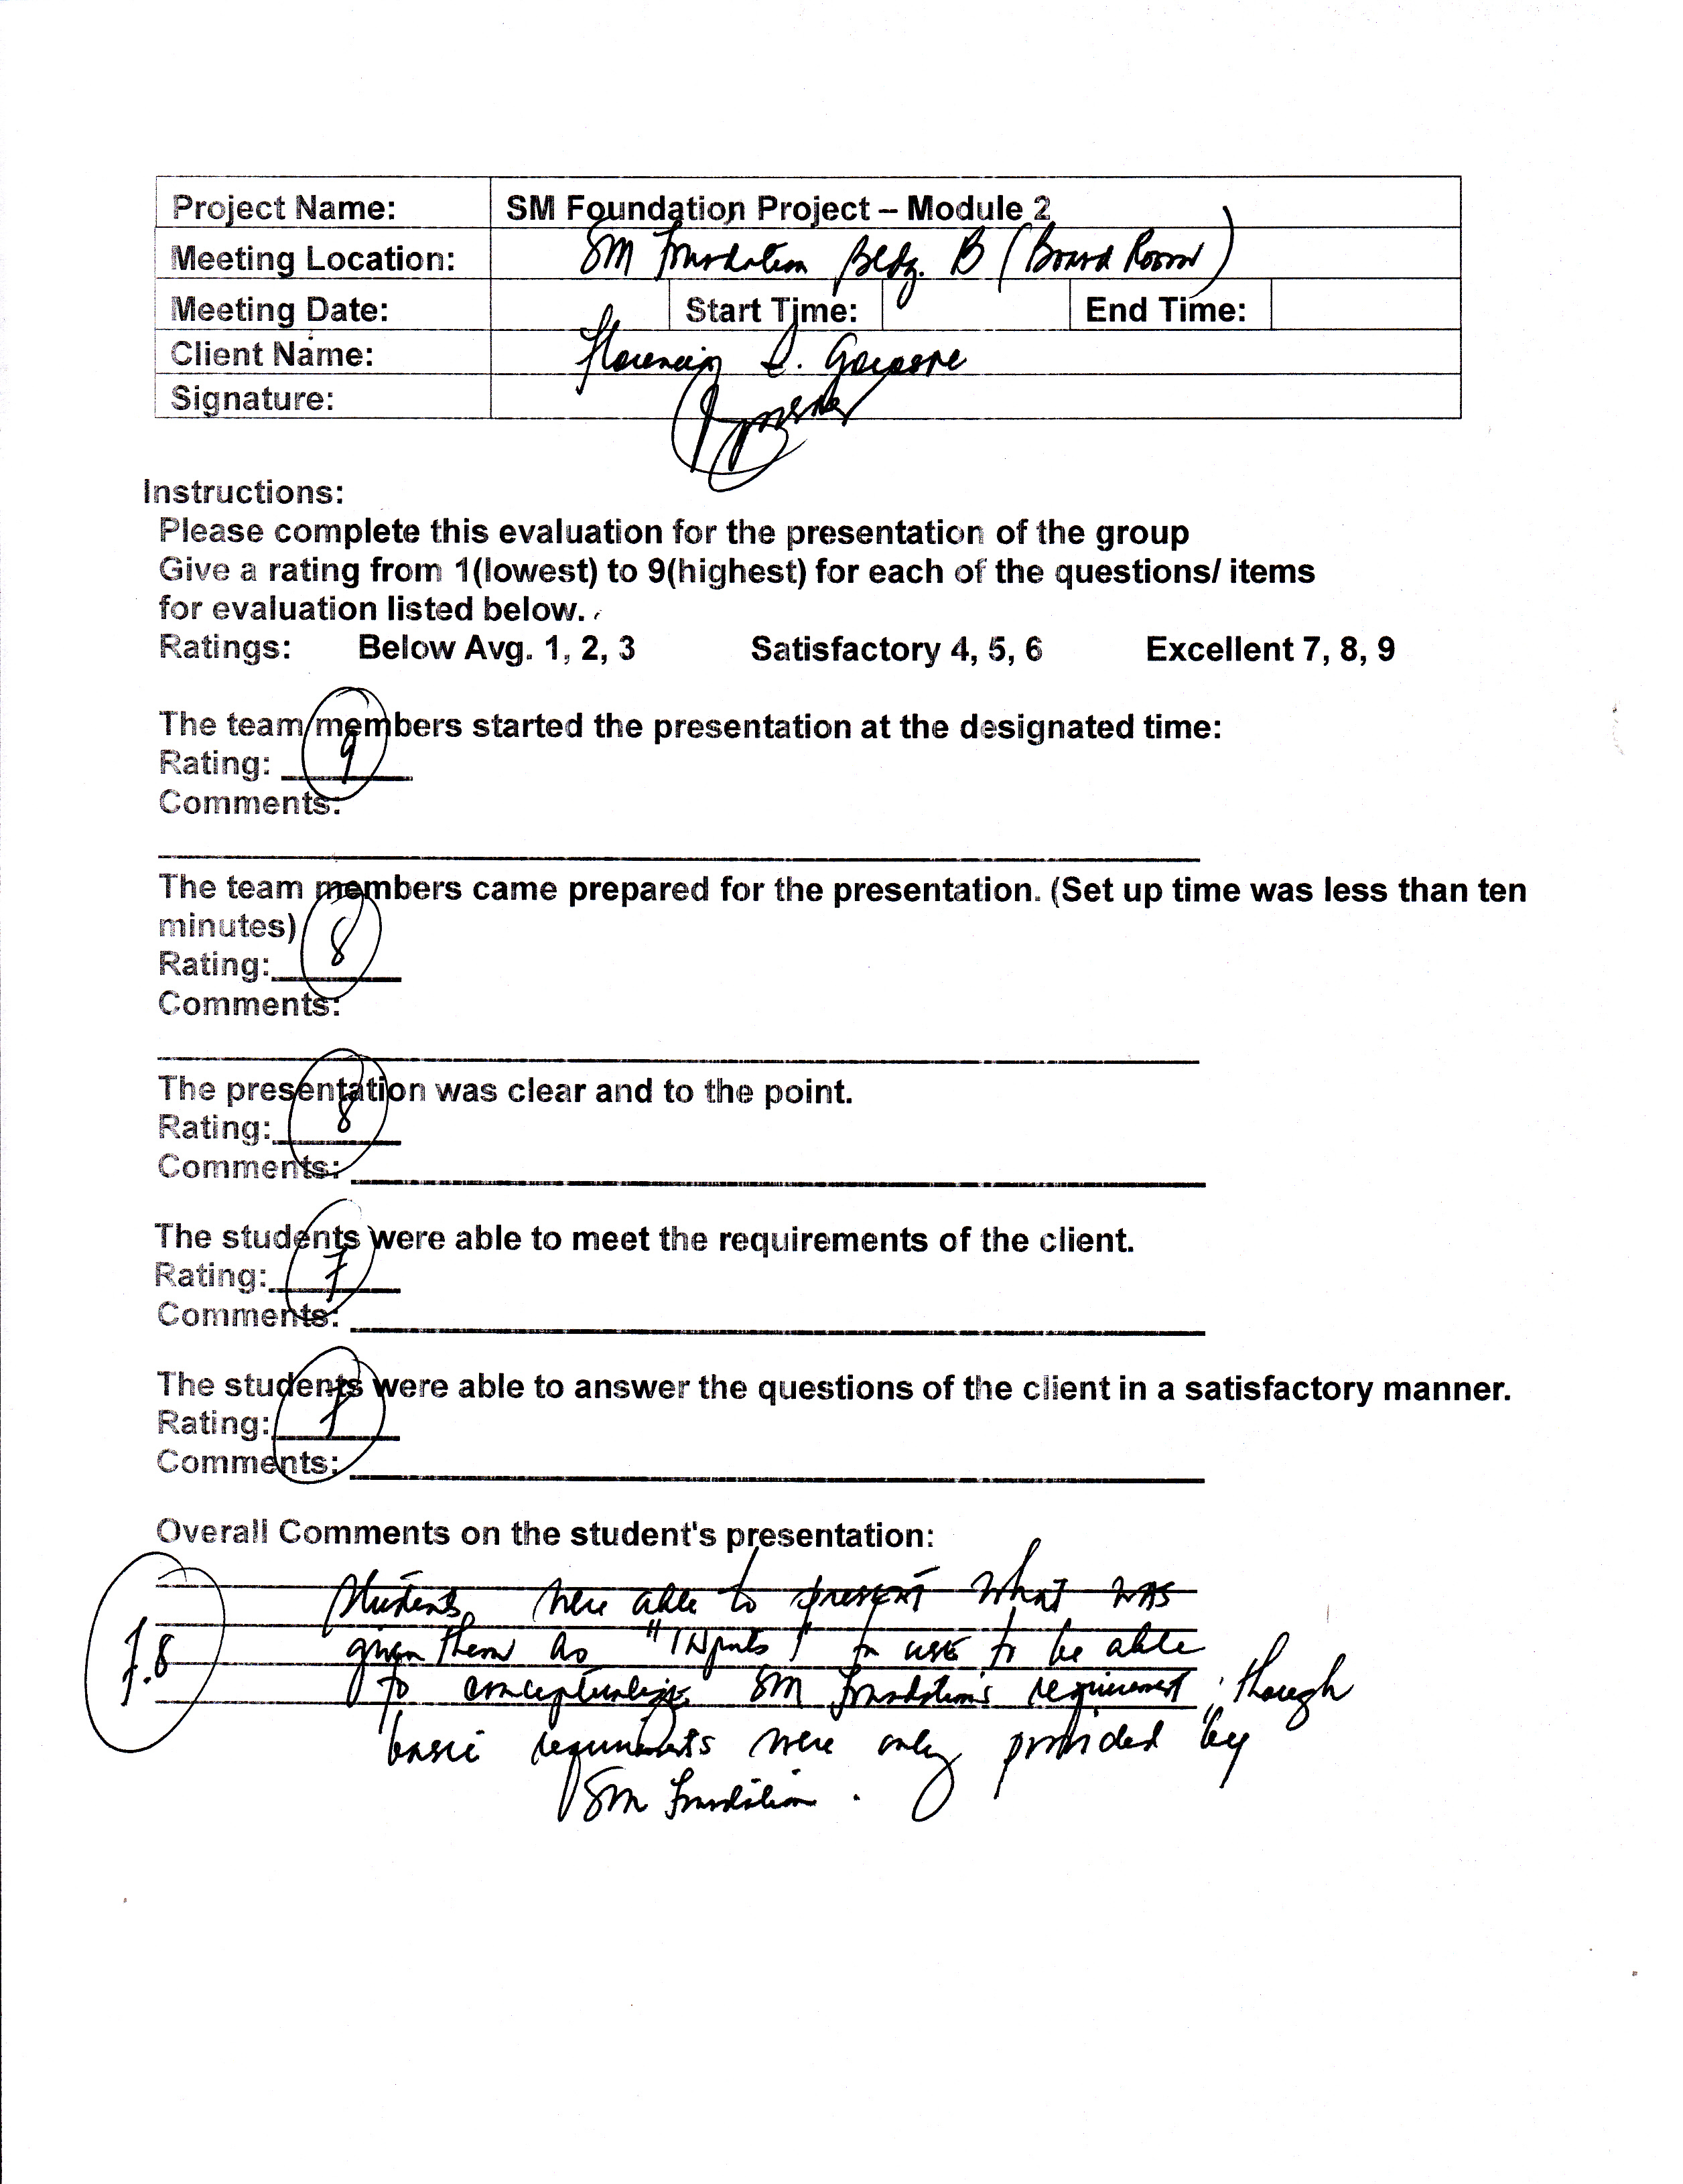 Project Name: SM Foundation Project – Module 2
Meeting Location: SM Foundation Bldg. B (Board Room)
Meeting Date: Start Time: End Time:
Client Name:
Signature:
Instructions:
Please complete this evaluation for the presentation of the group
Give a rating from 1(lowest) to 9(highest) for each of the questions/ items
for evaluation listed below.
Ratings: Below Avg. 1, 2, 3 Satisfactory 4, 5, 6 Excellent 7, 8, 9
The team members started the presentation at the designated time:
Rating: 9
Comments:
The team members came prepared for the presentation. (Set up time was less than ten
minutes)
Rating: 8
Comments:
The presentation was clear and to the point.
Rating: 8
Comments:
The students were able to meet the requirements of the client.
Rating: 7
Comments:
The students were able to answer the questions of the client in a satisfactory manner.
Rating: 7
Comments:
Overall Comments on the student's presentation:
7.8
Students were able to present what was
given them as "Inputs" to use to be able
to conceptualize SM Foundation's requirement; though
basic requirements were only provided by
SM Foundation.